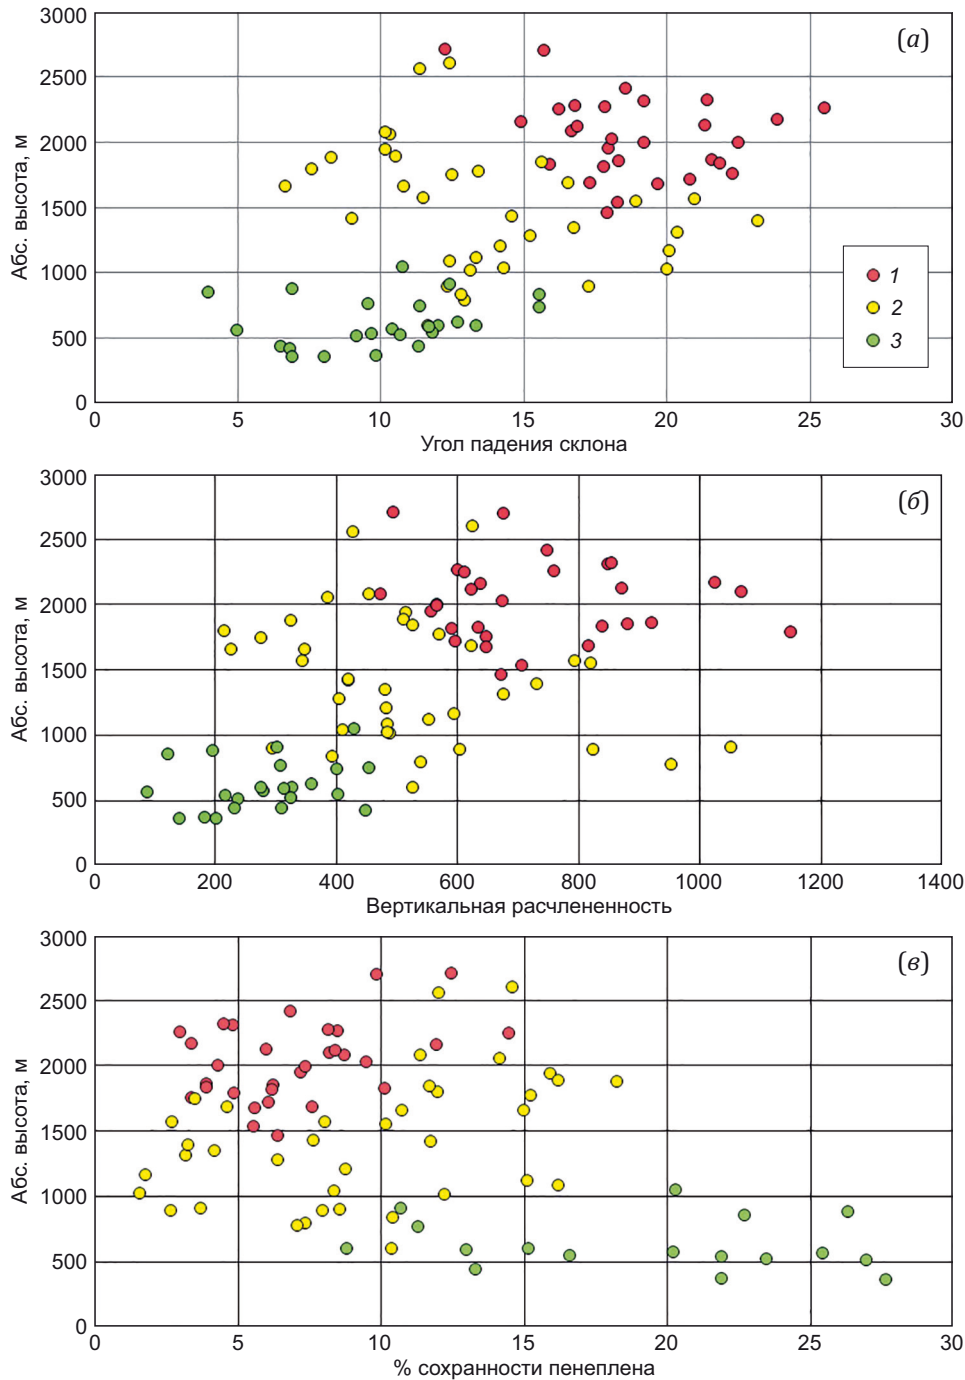 3000
(а)
2500
2000
1500
1000
500
0
Абс. высота, м
1
2
3
0 5 10 15 20 25 30
Угол падения склона
3000
(б)
2500
2000
1500
1000
500
0
Абс. высота, м
0 200 400 600 800 1000 1200 1400
Вертикальная расчлененность
3000
(в)
2500
2000
1500
1000
500
0
Абс. высота, м
0 5 10 15 20 25 30
% сохранности пенеплена